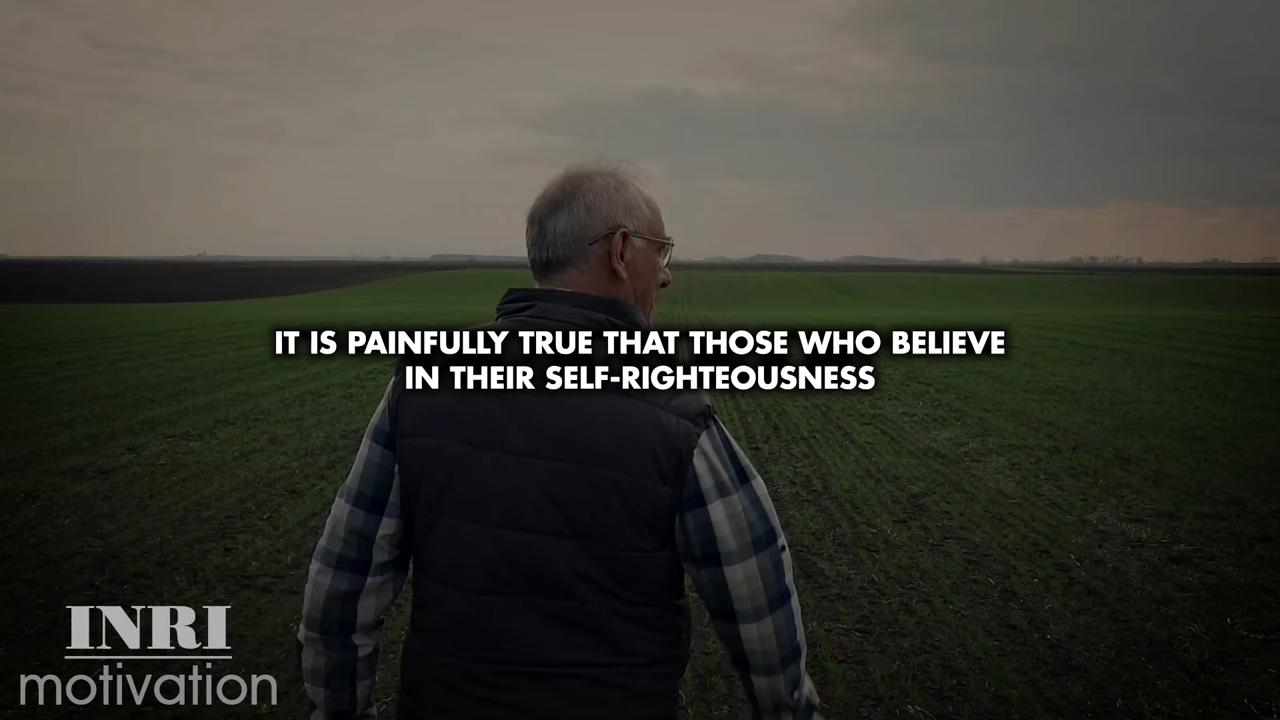 IT IS PAINFULLY TRUE THAT THOSE WHO BELIEVE
IN THEIR SELF-RIGHTEOUSNESS
INRI
motivation